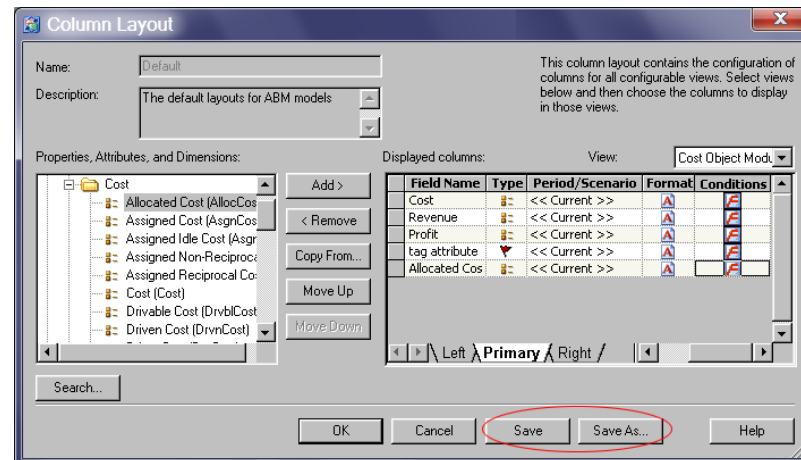 Column Layout
Name:
Default
Description:
The default layouts for ABM models
This column layout contains the configuration of
columns for all configurable views. Select views
below and then choose the columns to display
in those views.
Properties, Attributes, and Dimensions:
Cost
Allocated Cost (AllocCos
Assigned Cost (AsgnCos
Assigned Idle Cost (Asgr
Assigned Non-Reciproca
Assigned Reciprocal Co
Cost (Cost)
Drivable Cost (DrvblCost
Driven Cost (DrvnCost)
Add >
< Remove
Copy From...
Move Up
Move Down
Displayed columns:
View:
Cost Object Modu
Field Name Type Period/Scenario Format Conditions
Cost << Current >>
Revenue << Current >>
Profit << Current >>
tag attribute << Current >>
Allocated Cos << Current >>
Left Primary Right
Search...
OK
Cancel
Save
Save As...
Help